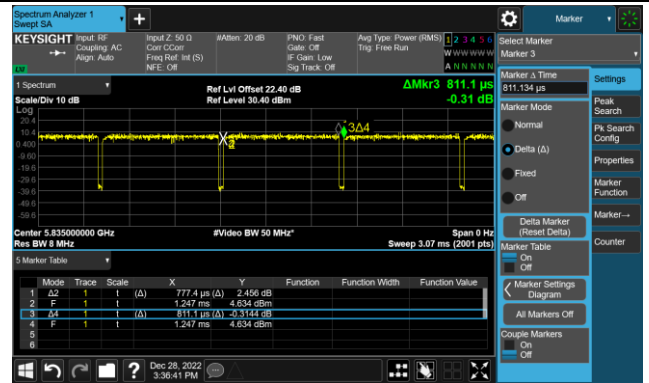 Spectrum Analyzer 1
Swept SA
+
Marker
KEYSIGHT Input: RF
Coupling: AC
Align: Auto
Input Z: 50 Ω
Corr CCorr
Freq Ref: Int (S)
NFE: Off
#Atten: 20 dB
PNO: Fast
Gate: Off
IF Gain: Low
Sig Track: Off
Avg Type: Power (RMS)
Trig: Free Run
1 2 3 4 5 6
W W W W W W
A N N N N N
Select Marker
Marker 3
1 Spectrum
Scale/Div 10 dB
Ref Lvl Offset 22.40 dB
Ref Level 30.40 dBm
ΔMkr3 811.1 µs
-0.31 dB
Log
20.4
10.4
0.400
-9.60
-19.6
-29.6
-39.6
-49.6
-59.6
X2
3Δ4
Center 5.835000000 GHz
Res BW 8 MHz
#Video BW 50 MHz*
Span 0 Hz
Sweep 3.07 ms (2001 pts)
5 Marker Table
Mode Trace Scale X Y Function Function Width Function Value
1 Δ2 1 t (Δ) 777.4 µs (Δ) 2.456 dB
2 F 1 t 1.247 ms 4.634 dBm
3 Δ4 1 t (Δ) 811.1 µs (Δ) -0.3144 dB
4 F 1 t 1.247 ms 4.634 dBm
5
6
Marker Δ Time
811.134 µs
Marker Mode
Normal
Delta (Δ)
Fixed
Off
Delta Marker
(Reset Delta)
Marker Table
On
Off
Marker Settings
Diagram
All Markers Off
Couple Markers
On
Off
Settings
Peak
Search
Pk Search
Config
Properties
Marker
Function
Marker→
Counter
?
Dec 28, 2022
3:36:41 PM